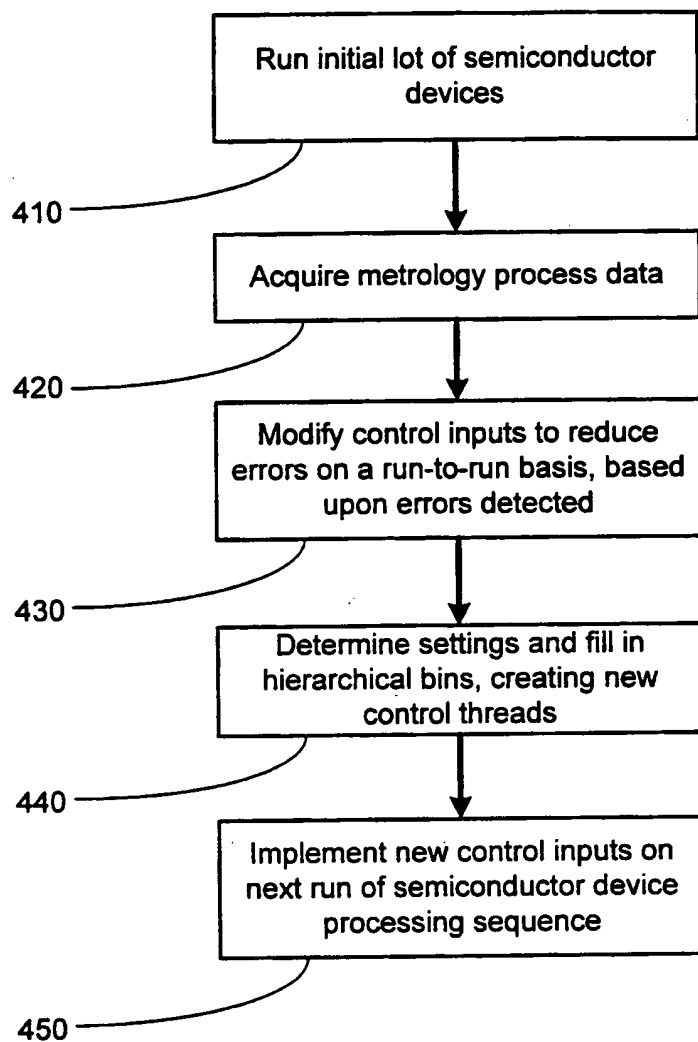 Run initial lot of semiconductor
devices
410
Acquire metrology process data
420
Modify control inputs to reduce
errors on a run-to-run basis, based
upon errors detected
430
Determine settings and fill in
hierarchical bins, creating new
control threads
440
Implement new control inputs on
next run of semiconductor device
processing sequence
450